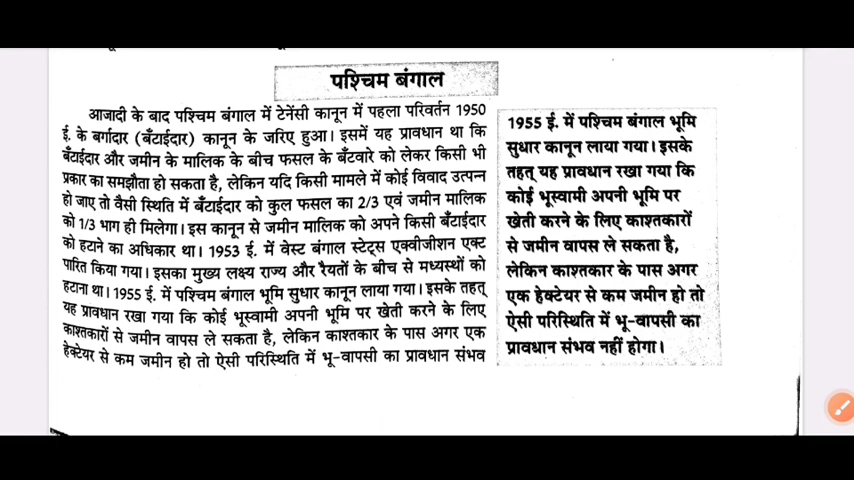 पश्चिम बंगाल
आजादी के बाद पश्चिम बंगाल में टेनेंसी कानून में पहला परिवर्तन 1950
ई. के बर्गादार (बँटाईदार) कानून के जरिए हुआ। इसमें यह प्रावधान था कि
बँटाईदार और जमीन के मालिक के बीच फसल के बँटवारे को लेकर किसी भी
प्रकार का समझौता हो सकता है, लेकिन यदि किसी मामले में कोई विवाद उत्पन्न
हो जाए तो वैसी स्थिति में बँटाईदार को कुल फसल का 2/3 एवं जमीन मालिक
को 1/3 भाग ही मिलेगा। इस कानून से जमीन मालिक को अपने किसी बँटाईदार
को हटाने का अधिकार था। 1953 ई. में वेस्ट बंगाल स्टेट्स एक्वीजीशन एक्ट
पारित किया गया। इसका मुख्य लक्ष्य राज्य और रैयतों के बीच से मध्यस्थों को
हटाना था। 1955 ई. में पश्चिम बंगाल भूमि सुधार कानून लाया गया। इसके तहत्
यह प्रावधान रखा गया कि कोई भूस्वामी अपनी भूमि पर खेती करने के लिए
काश्तकारों से जमीन वापस ले सकता है, लेकिन काश्तकार के पास अगर एक
हेक्टेयर से कम जमीन हो तो ऐसी परिस्थिति में भू-वापसी का प्रावधान संभव
1955 ई. में पश्चिम बंगाल भूमि
सुधार कानून लाया गया। इसके
तहत् यह प्रावधान रखा गया कि
कोई भूस्वामी अपनी भूमि पर
खेती करने के लिए काश्तकारों
से जमीन वापस ले सकता है,
लेकिन काश्तकार के पास अगर
एक हेक्टेयर से कम जमीन हो तो
ऐसी परिस्थिति में भू-वापसी का
प्रावधान संभव नहीं होगा।